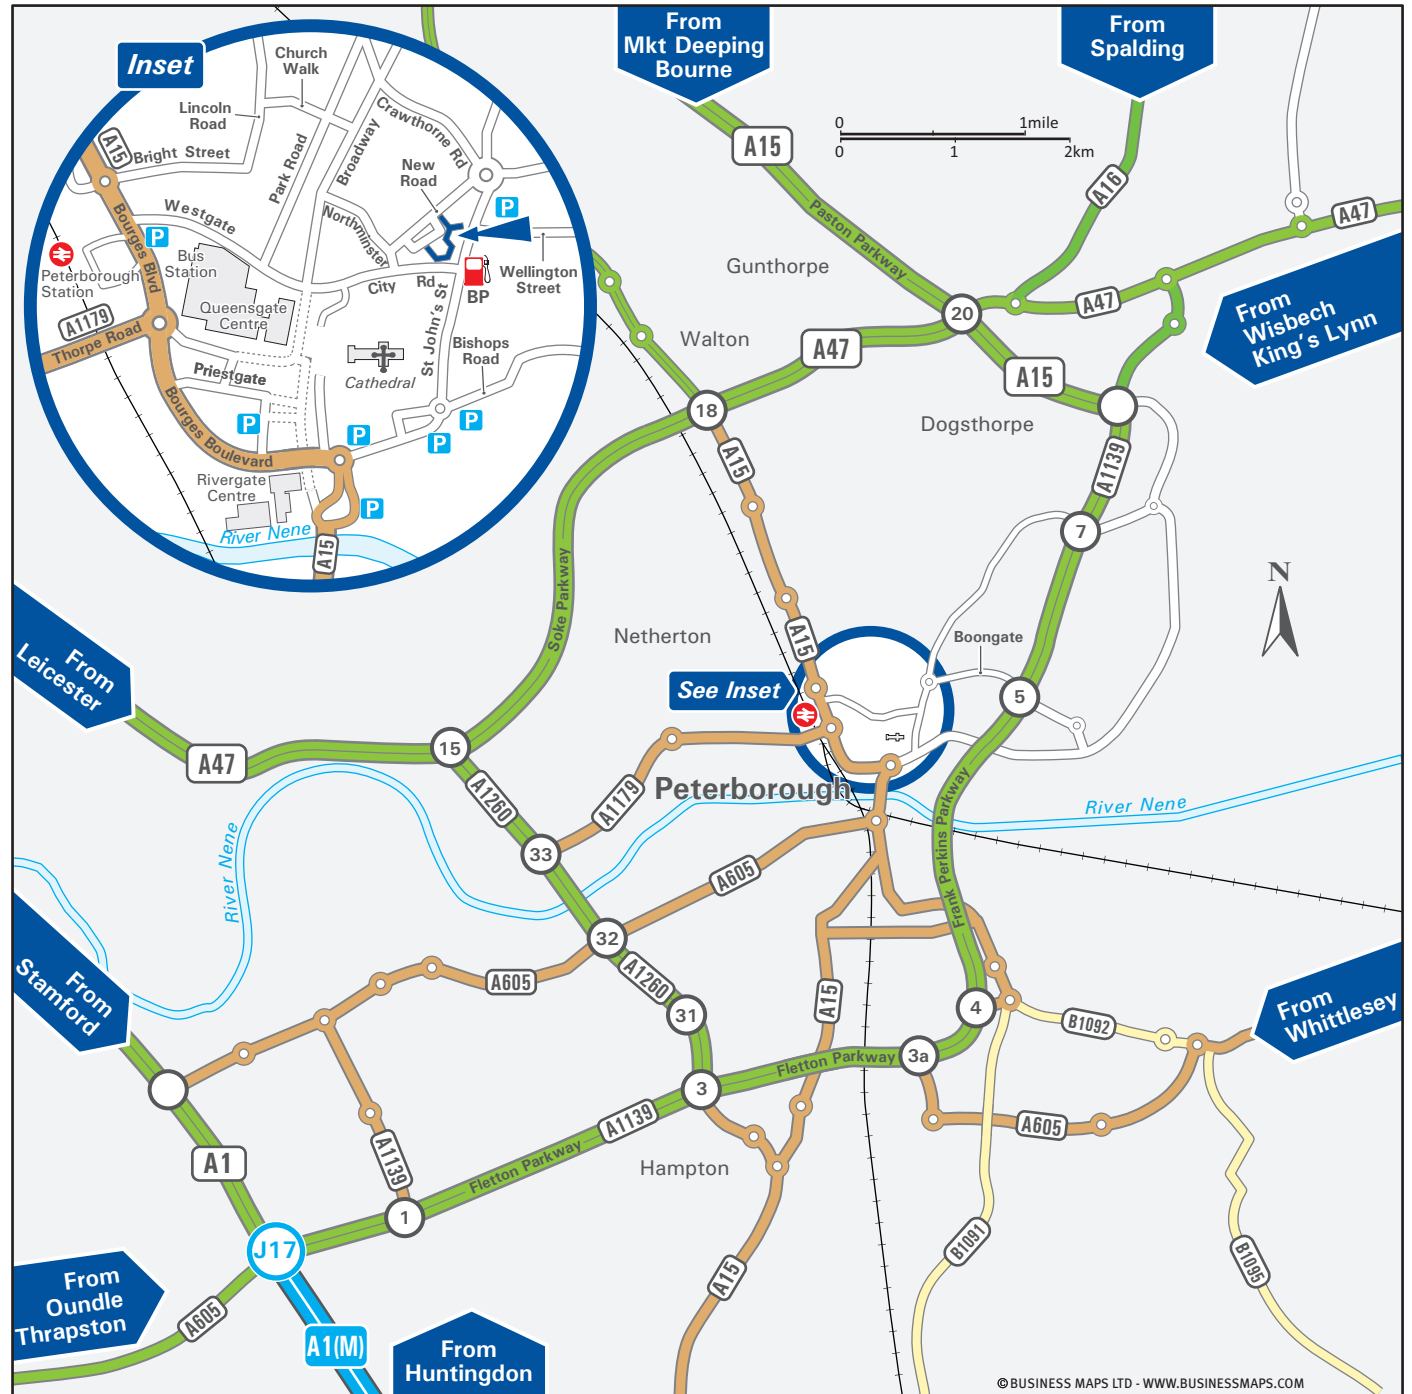 From
Mkt Deeping
Bourne
From
Spalding
Inset
Church
Walk
Lincoln
Road
Crawthorne Rd
A15
Bright Street
Park Road
Broadway
New
Road
P
Westgate
Northminster
Bourges Blvd
P
Bus
Station
Peterborough
Station
Queensgate
Centre
City
Rd
BP
Wellington
Street
A1179
Thorpe Road
St John's St
Bishops
Road
Priestgate
Cathedral
Bourges Boulevard
P
P
P
P
Rivergate
Centre
P
River Nene
A15
0
1mile
0
1
2km
A15
A16
A47
Paston Parkway
Gunthorpe
20
A47
From
Wisbech
King's Lynn
Walton
A47
A15
18
Dogsthorpe
A15
A1139
7
Soke Parkway
N
Netherton
A15
Boongate
From
Leicester
See Inset
5
15
A47
A1260
A1179
Peterborough
River Nene
Frank Perkins Parkway
River Nene
33
A605
32
From
Stamford
A605
A1260
31
A15
4
B1092
From
Whittlesey
3a
Fletton Parkway
3
A1139
A605
Fletton Parkway
A1139
Hampton
A1
1
J17
B1091
B1095
A15
From
Oundle
Thrapston
A605
A1(M)
From
Huntingdon
© BUSINESS MAPS LTD - WWW.BUSINESSMAPS.COM